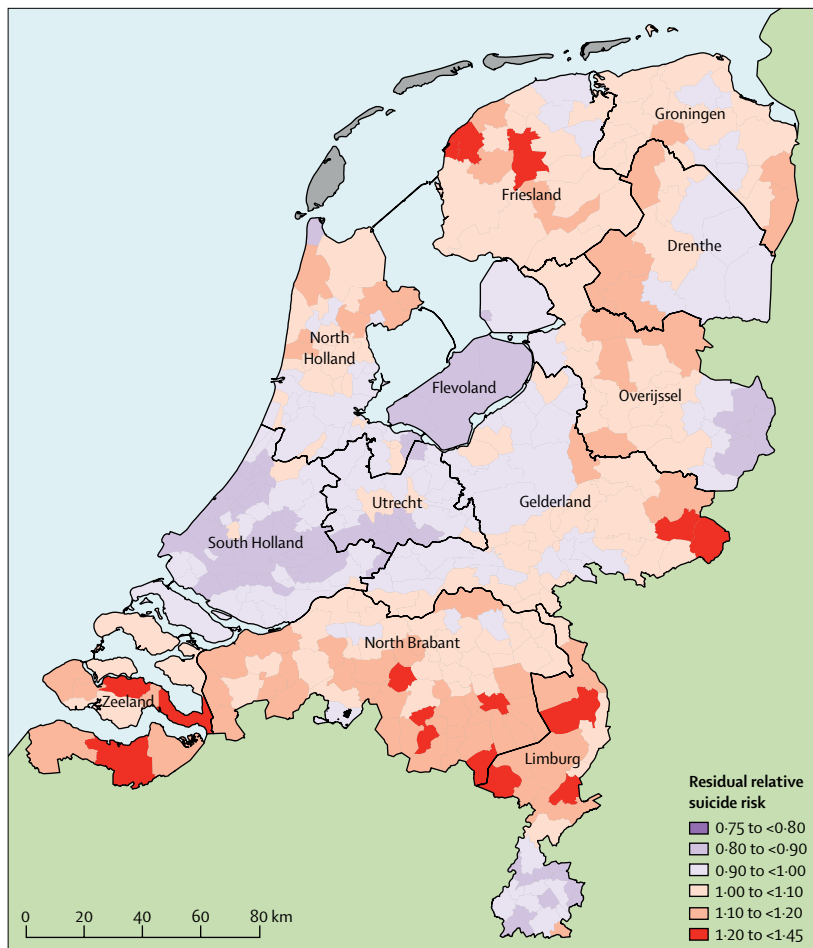 Groningen
Friesland
Drenthe
North
Holland
Flevoland
Overijssel
Utrecht
Gelderland
South Holland
North Brabant
Zeeland
Limburg
Residual relative
suicide risk
0·75 to <0·80
0·80 to <0·90
0·90 to <1·00
1·00 to <1·10
1·10 to <1·20
1·20 to <1·45
0 20 40 60 80 km